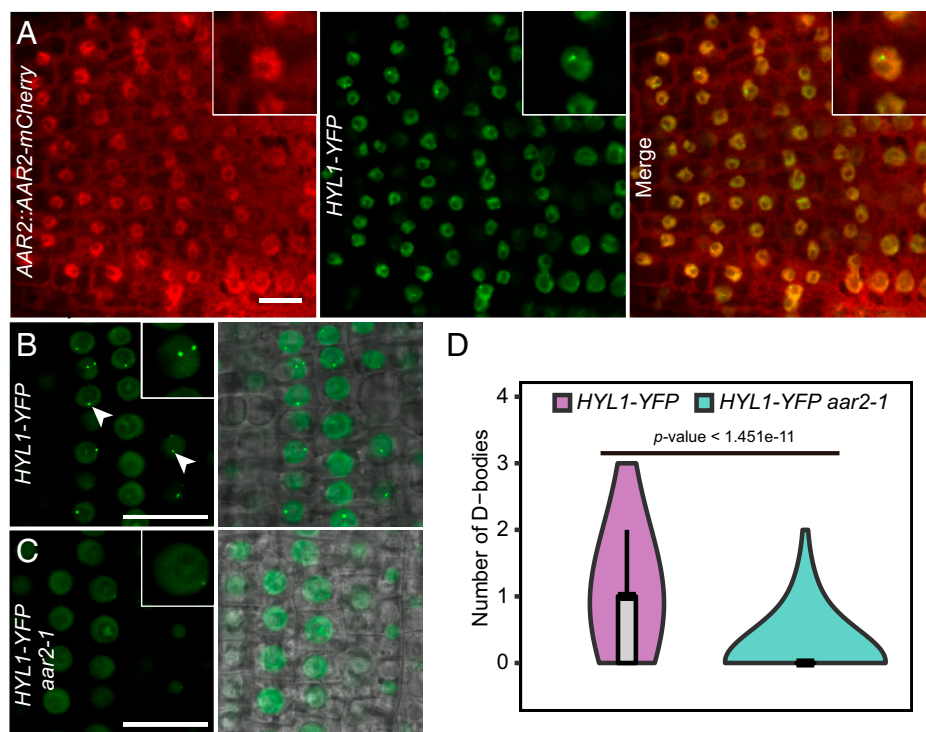 A
AAR2::AAR2-mCherry
HYL1-YFP
Merge
B
HYL1-YFP
C
HYL1-YFP
aar2-1
D
HYL1-YFP
HYL1-YFP aar2-1
p-value < 1.451e-11
Number of D−bodies
4
3
2
1
0